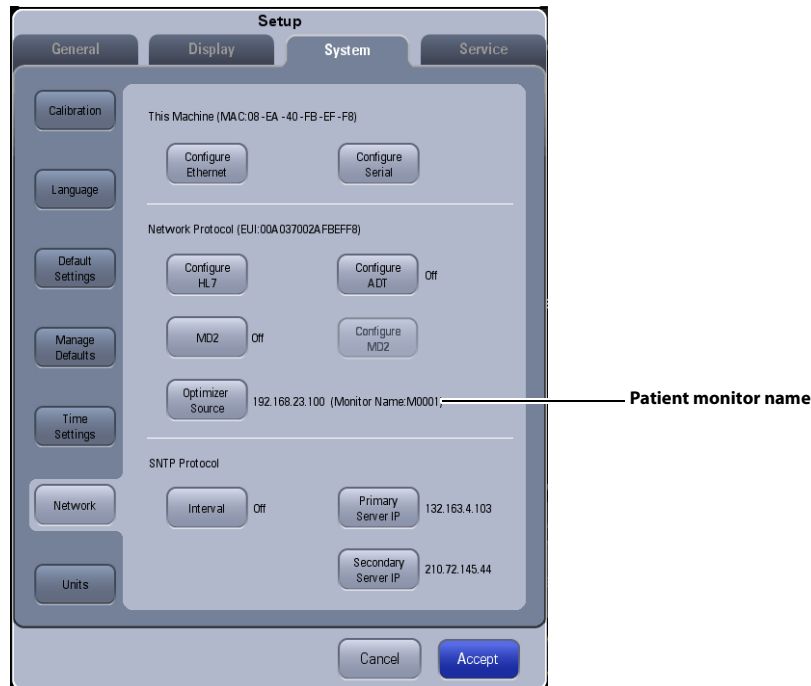 Setup
General Display System Service
Calibration
Language
Default
Settings
Manage
Defaults
Time
Settings
Network
Units
This Machine (MAC:08-EA-40-FB-EF-F8)
Configure
Ethernet
Configure
Serial
Network Protocol (EUI:00A037002AFBEFF8)
Configure
HL7
Configure
ADT
Off
MD2
Off
Configure
MD2
Optimizer
Source
192.168.23.100 (Monitor Name:M0001)
Patient monitor name
SNTP Protocol
Interval
Off
Primary
Server IP
132.163.4.103
Secondary
Server IP
210.72.145.44
Cancel
Accept